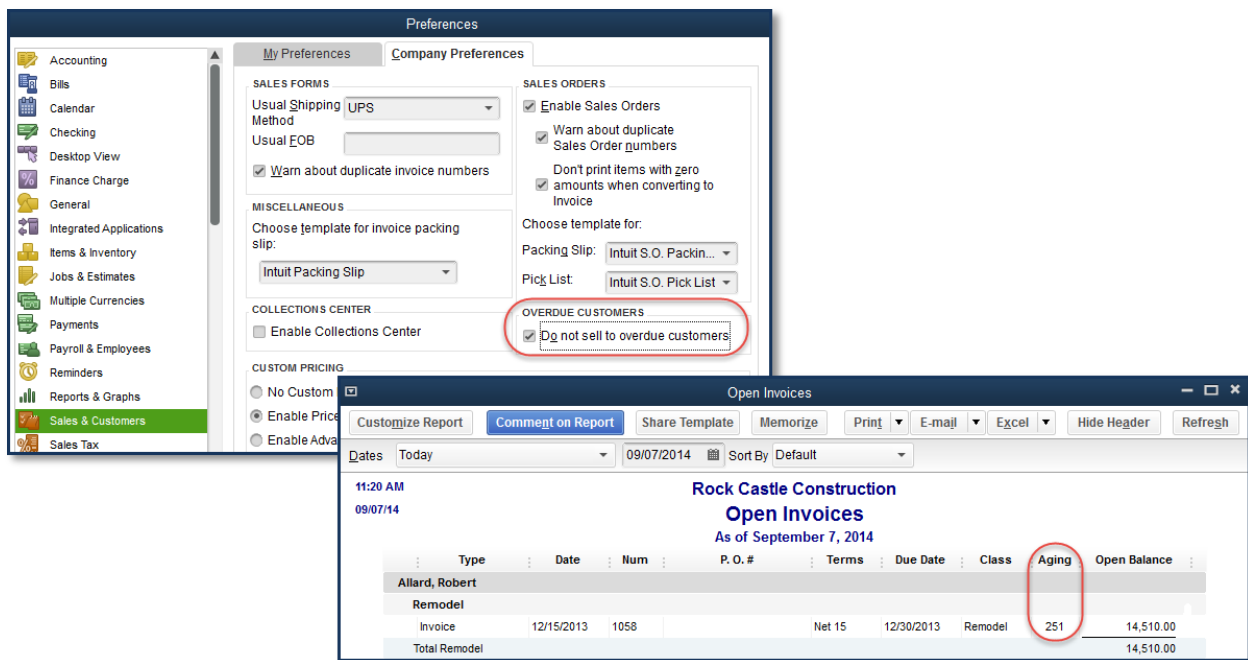 Preferences
Accounting
Bills
Calendar
Checking
Desktop View
Finance Charge
General
Integrated Applications
Items & Inventory
Jobs & Estimates
Multiple Currencies
Payments
Payroll & Employees
Reminders
Reports & Graphs
Sales & Customers
Sales Tax
My Preferences
Company Preferences
SALES FORMS
Usual Shipping
Method
UPS
Usual FOB
Warn about duplicate invoice numbers
MISCELLANEOUS
Choose template for invoice packing
slip:
Intuit Packing Slip
COLLECTIONS CENTER
Enable Collections Center
CUSTOM PRICING
No Custom
Enable Price
Enable Adva
SALES ORDERS
Enable Sales Orders
Warn about duplicate
Sales Order numbers
Don't print items with zero
amounts when converting to
Invoice
Choose template for:
Packing Slip: Intuit S.O. Packin...
Pick List: Intuit S.O. Pick List
OVERDUE CUSTOMERS
Do not sell to overdue customers
Open Invoices
Customize Report Comment on Report Share Template Memorize Print E-mail Excel Hide Header Refresh
Dates Today 09/07/2014 Sort By Default
11:20 AM
09/07/14
Rock Castle Construction
Open Invoices
As of September 7, 2014
Type Date Num P. O. # Terms Due Date Class Aging Open Balance
Allard, Robert
Remodel
Invoice 12/15/2013 1058 Net 15 12/30/2013 Remodel 251 14,510.00
Total Remodel 14,510.00